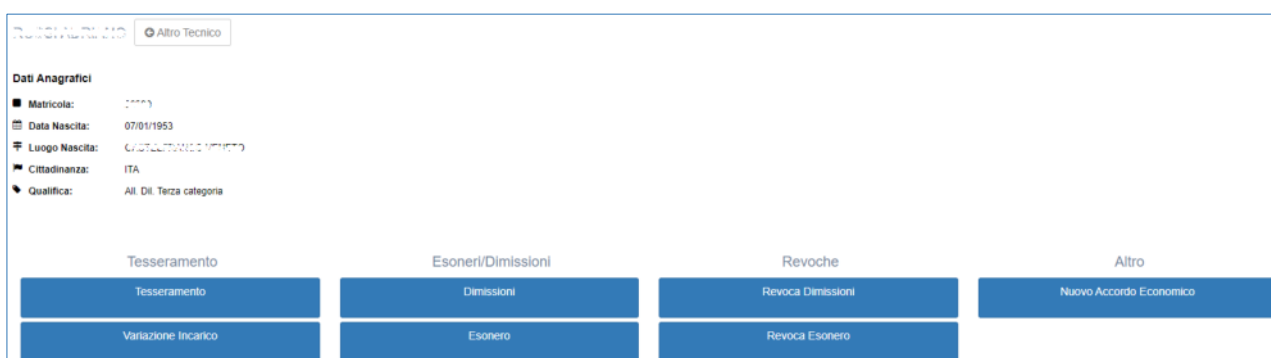 Altro Tecnico
Dati Anagrafici
Matricola:
Data Nascita: 07/01/1953
Luogo Nascita:
Cittadinanza: ITA
Qualifica: All. Dil. Terza categoria
Tesseramento Esoneri/Dimissioni Revoche Altro
Tesseramento Dimissioni Revoca Dimissioni Nuovo Accordo Economico
Variazione Incarico Esonero Revoca Esonero